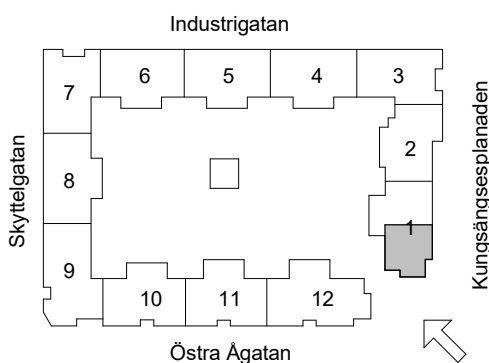 Industrigatan
6 5 4 3
7
2
8
Skyttelgatan
Kungsängsesplanaden
1
9
10 11 12
Östra Ågatan